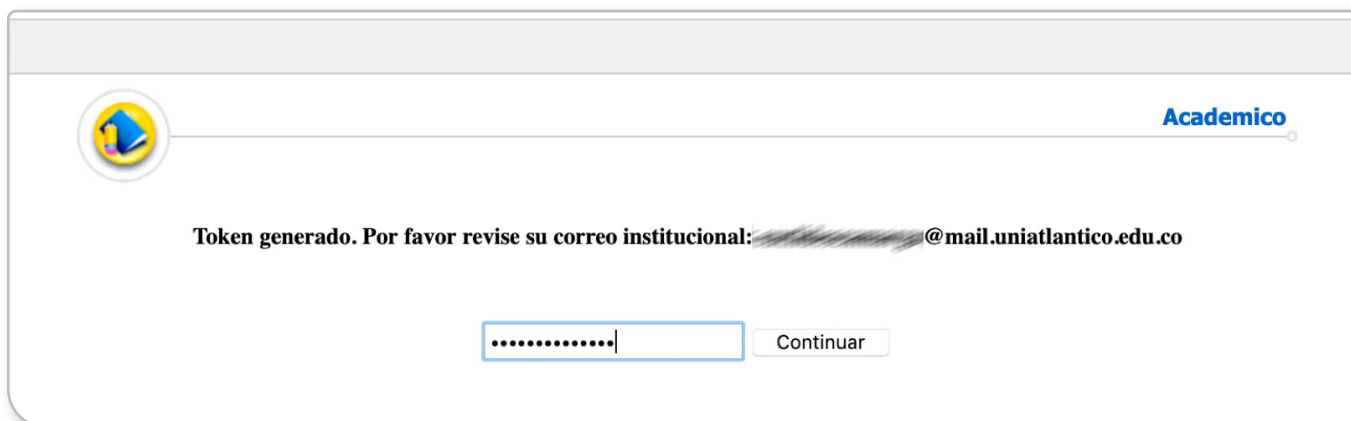 Academico
Token generado. Por favor revise su correo institucional: @mail.uniatlantico.edu.co
Continuar